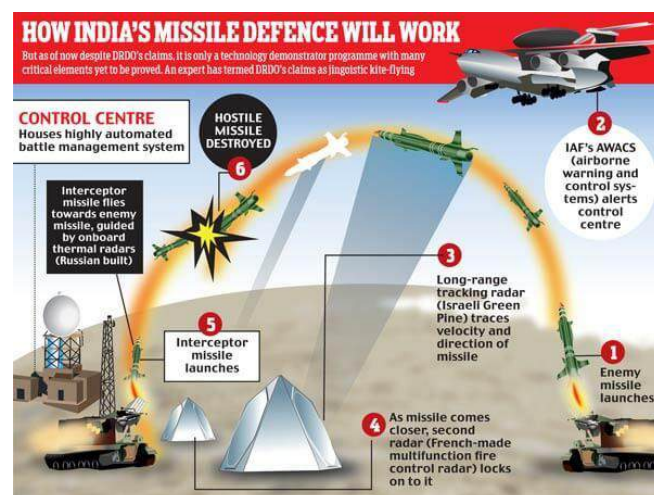 HOW INDIA'S MISSILE DEFENCE WILL WORK
But as of now despite DRDO's claims, it is only a technology demonstrator programme with many
critical elements yet to be proved. An expert has termed DRDO's claims as jingoistic kite-flying
CONTROL CENTRE
Houses highly automated
battle management system
HOSTILE
MISSILE
DESTROYED
6
2
IAF's AWACS
(airborne
warning and
control sys-
tems) alerts
control
centre
Interceptor
missile flies
towards enemy
missile, guided
by onboard
thermal radars
(Russian built)
3
Long-range
tracking radar
(Israeli Green
Pine) traces
velocity and
direction of
missile
5
Interceptor
missile
launches
1
Enemy
missile
launches
4
As missile comes
closer, second
radar (French-made
multifunction fire
control radar) locks
on to it